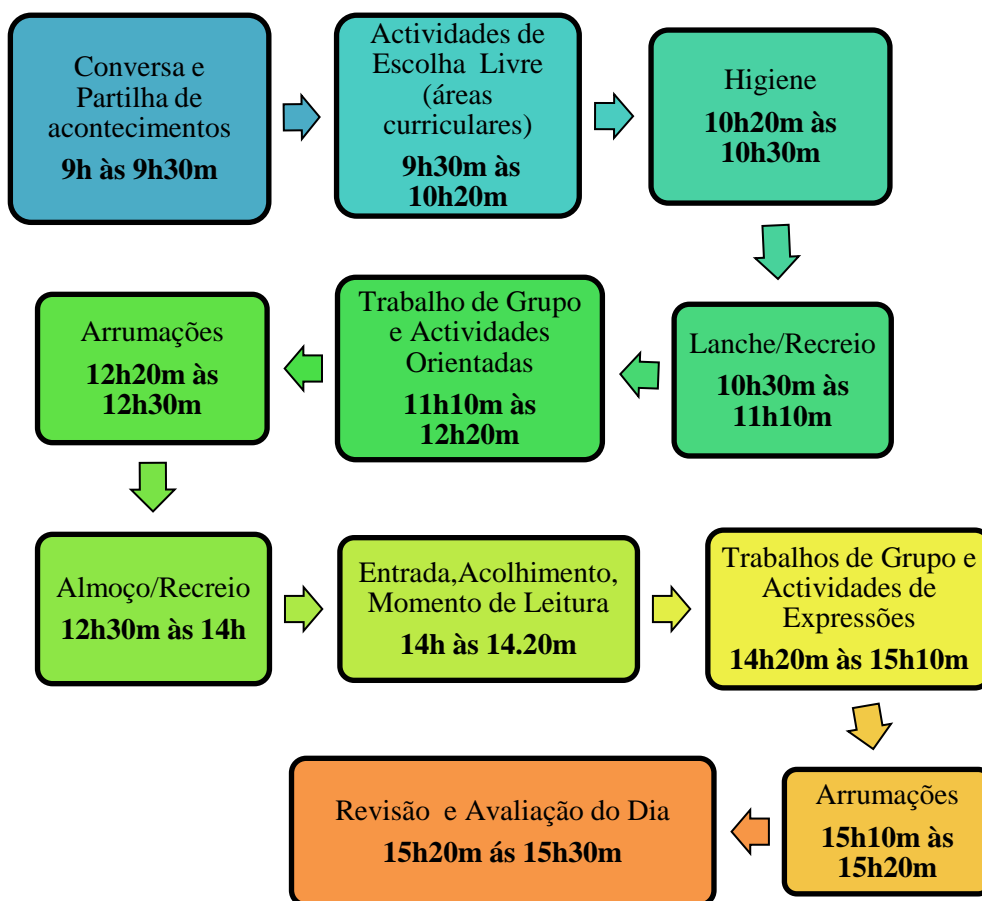 Conversa e
Partilha de
acontecimentos
9h às 9h30m
Actividades de
Escolha Livre
(áreas
curriculares)
9h30m às
10h20m
Higiene
10h20m às
10h30m
Lanche/Recreio
10h30m às
11h10m
Trabalho de Grupo
e Actividades
Orientadas
11h10m às
12h20m
Arrumações
12h20m às
12h30m
Almoço/Recreio
12h30m às 14h
Entrada,Acolhimento,
Momento de Leitura
14h às 14.20m
Trabalhos de Grupo e
Actividades de
Expressões
14h20m às 15h10m
Arrumações
15h10m às
15h20m
Revisão e Avaliação do Dia
15h20m ás 15h30m